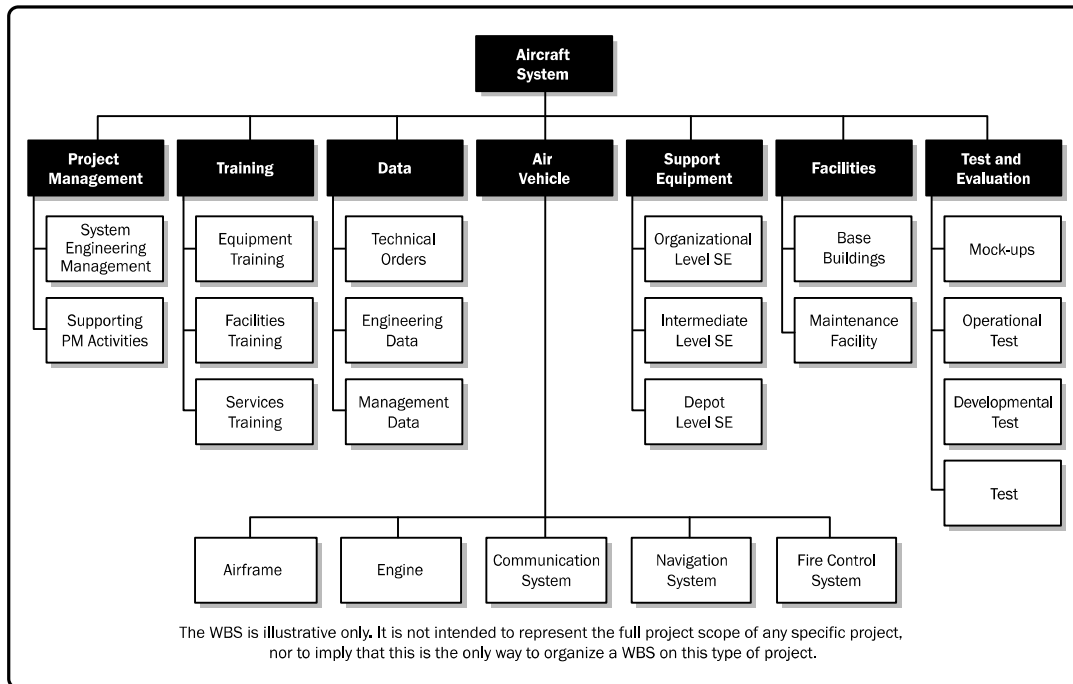 Aircraft
System
Project
Management
Training
Data
Air
Vehicle
Support
Equipment
Facilities
Test and
Evaluation
System
Engineering
Management
Supporting
PM Activities
Equipment
Training
Facilities
Training
Services
Training
Technical
Orders
Engineering
Data
Management
Data
Organizational
Level SE
Intermediate
Level SE
Depot
Level SE
Base
Buildings
Maintenance
Facility
Mock-ups
Operational
Test
Developmental
Test
Test
Airframe
Engine
Communication
System
Navigation
System
Fire Control
System
The WBS is illustrative only. It is not intended to represent the full project scope of any specific project,
nor to imply that this is the only way to organize a WBS on this type of project.